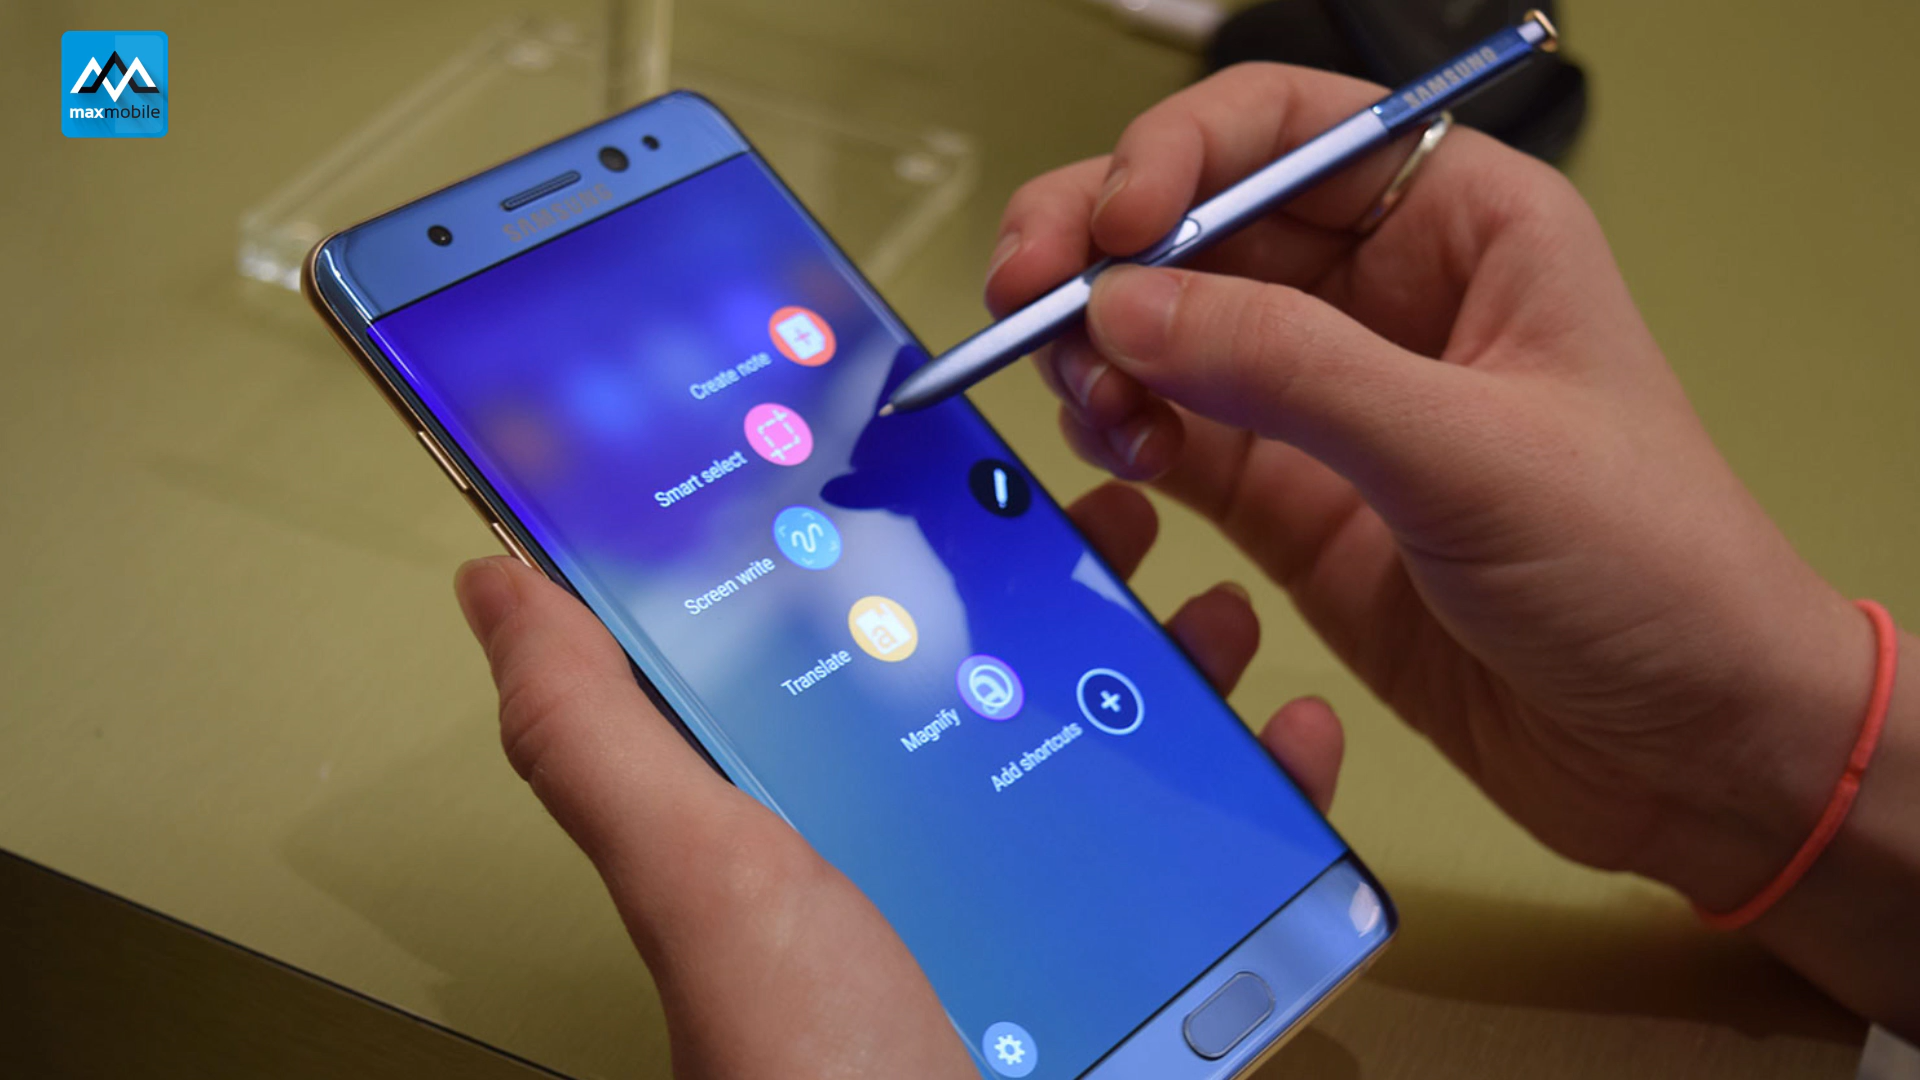 maxmobile
SAMSUNG
SAMSUNG
Create note
Smart select
Screen write
Translate
a
Magnify
Add shortcuts